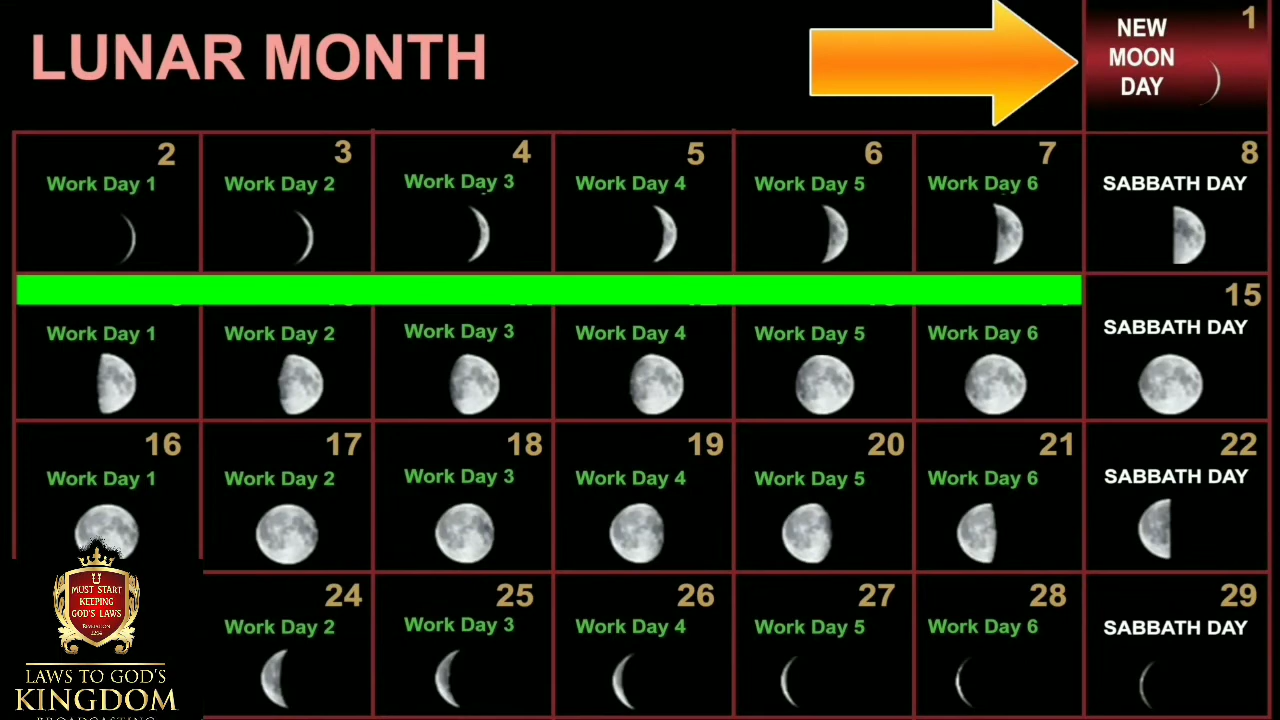 LUNAR MONTH
NEW
MOON
DAY
1
2 3 4 5 6 7 8
Work Day 1 Work Day 2 Work Day 3 Work Day 4 Work Day 5 Work Day 6 SABBATH DAY
15
Work Day 1 Work Day 2 Work Day 3 Work Day 4 Work Day 5 Work Day 6 SABBATH DAY
16 17 18 19 20 21 22
Work Day 1 Work Day 2 Work Day 3 Work Day 4 Work Day 5 Work Day 6 SABBATH DAY
24 25 26 27 28 29
Work Day 2 Work Day 3 Work Day 4 Work Day 5 Work Day 6 SABBATH DAY
U
MUST START
KEEPING
GOD'S LAWS
LAWS TO GOD'S
KINGDOM
BROADCASTING